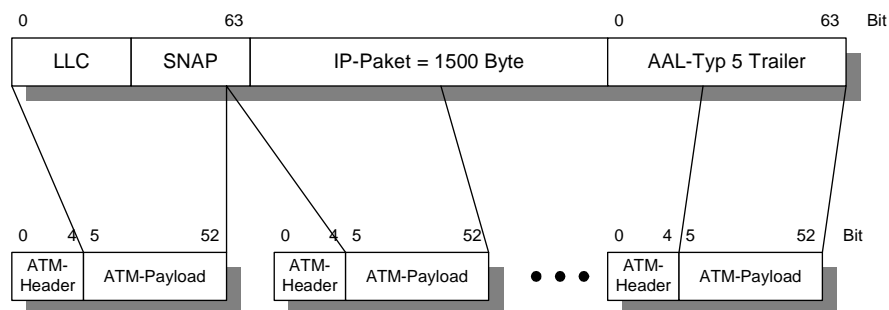 0 63 0 63 Bit
LLC SNAP IP-Paket = 1500 Byte AAL-Typ 5 Trailer
0 4 5 52 0 4 5 52 0 4 5 52 Bit
ATM-Header ATM-Payload ATM-Header ATM-Payload ATM-Header ATM-Payload